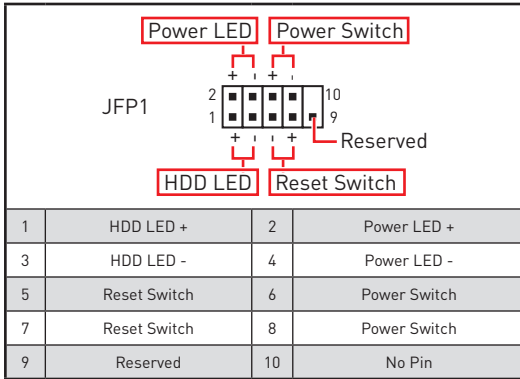 Power LED Power Switch
+ - + -
JFP1
2 10
1 9
+ - - +
Reserved
HDD LED Reset Switch
1 HDD LED + 2 Power LED +
3 HDD LED - 4 Power LED -
5 Reset Switch 6 Power Switch
7 Reset Switch 8 Power Switch
9 Reserved 10 No Pin